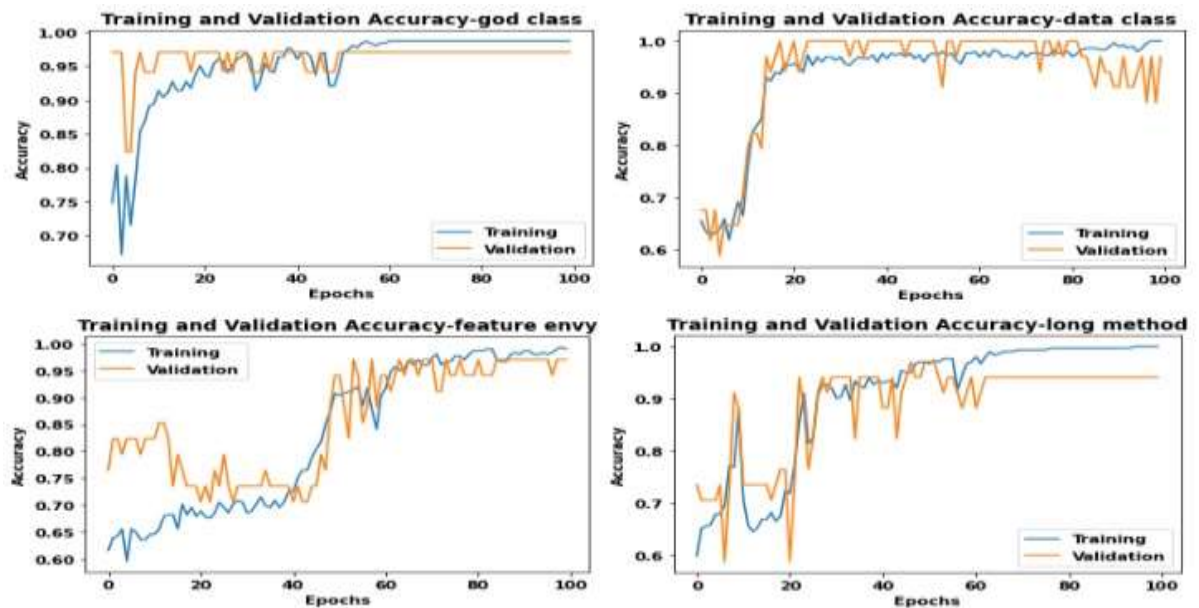 Training and Validation Accuracy-god class
1.00
0.95
0.90
0.85
0.80
0.75
0.70
Accuracy
Training
Validation
0 20 40 60 80 100
Epochs
Training and Validation Accuracy-data class
1.0
0.9
0.8
0.7
0.6
Accuracy
Training
Validation
0 20 40 60 80 100
Epochs
Training and Validation Accuracy-feature envy
1.00
0.95
0.90
0.85
0.80
0.75
0.70
0.65
0.60
Accuracy
Training
Validation
0 20 40 60 80 100
Epochs
Training and Validation Accuracy-long method
1.0
0.9
0.8
0.7
0.6
Accuracy
Training
Validation
0 20 40 60 80 100
Epochs